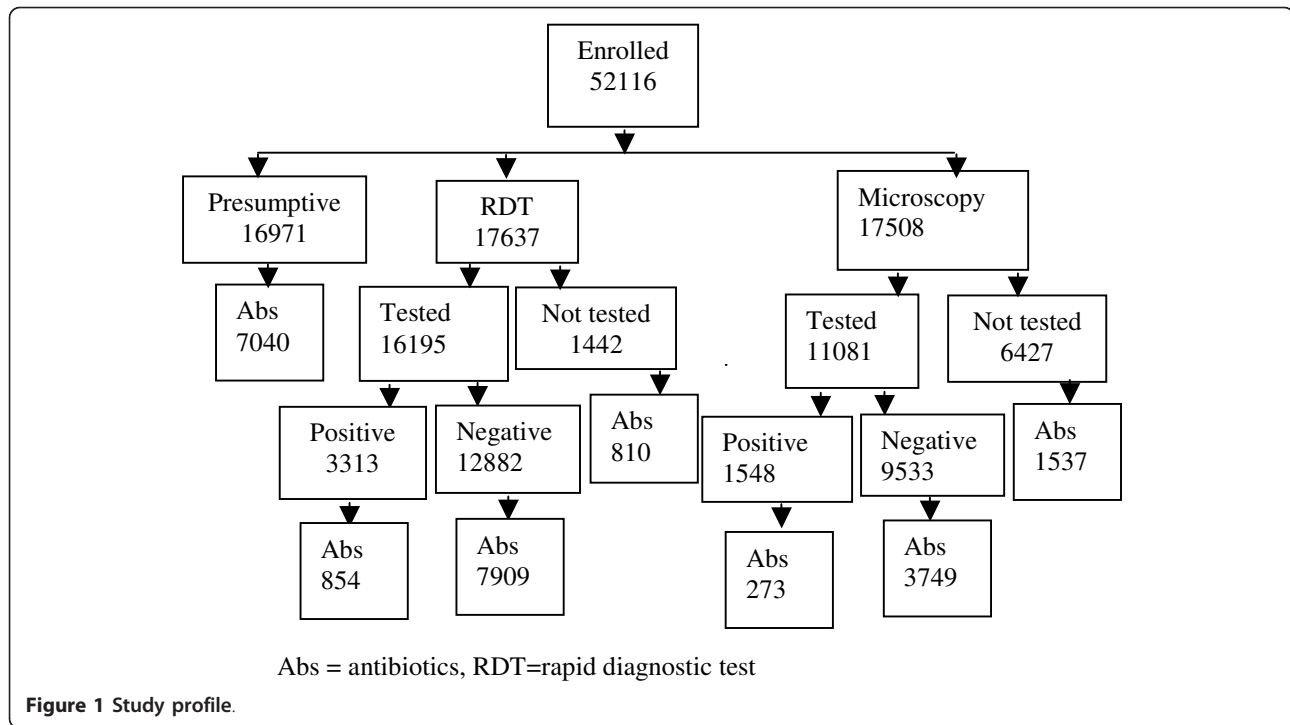 Enrolled
52116
Presumptive
16971
RDT
17637
Microscopy
17508
Abs
7040
Tested
16195
Not tested
1442
Tested
11081
Not tested
6427
Positive
3313
Negative
12882
Abs
810
Positive
1548
Negative
9533
Abs
1537
Abs
854
Abs
7909
Abs
273
Abs
3749
Abs = antibiotics, RDT=rapid diagnostic test
Figure 1 Study profile.